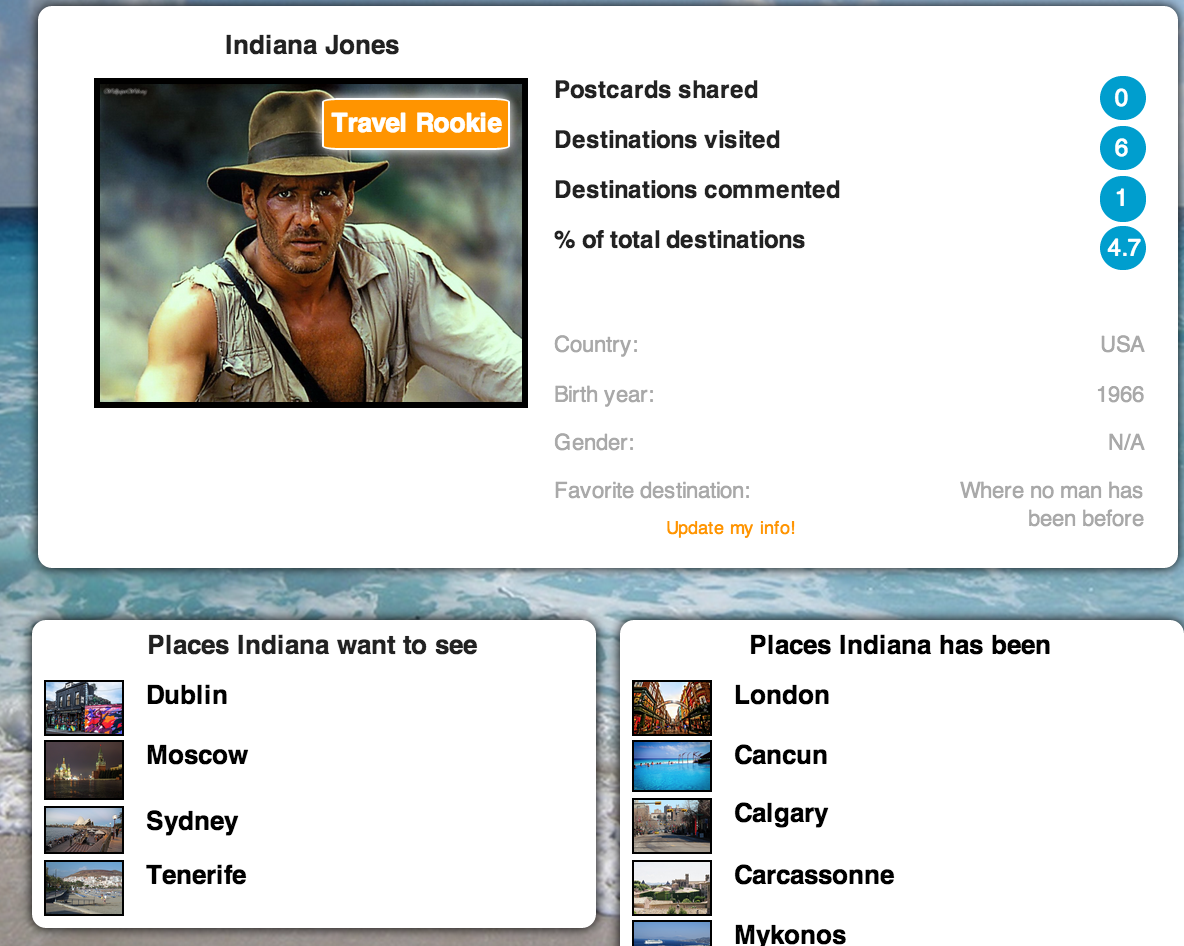 Indiana Jones
Travel Rookie
Postcards shared 0
Destinations visited 6
Destinations commented 1
% of total destinations 4.7
Country: USA
Birth year: 1966
Gender: N/A
Favorite destination: Where no man has
been before
Update my info!
Places Indiana want to see
Dublin
Moscow
Sydney
Tenerife
Places Indiana has been
London
Cancun
Calgary
Carcassonne
Mykonos